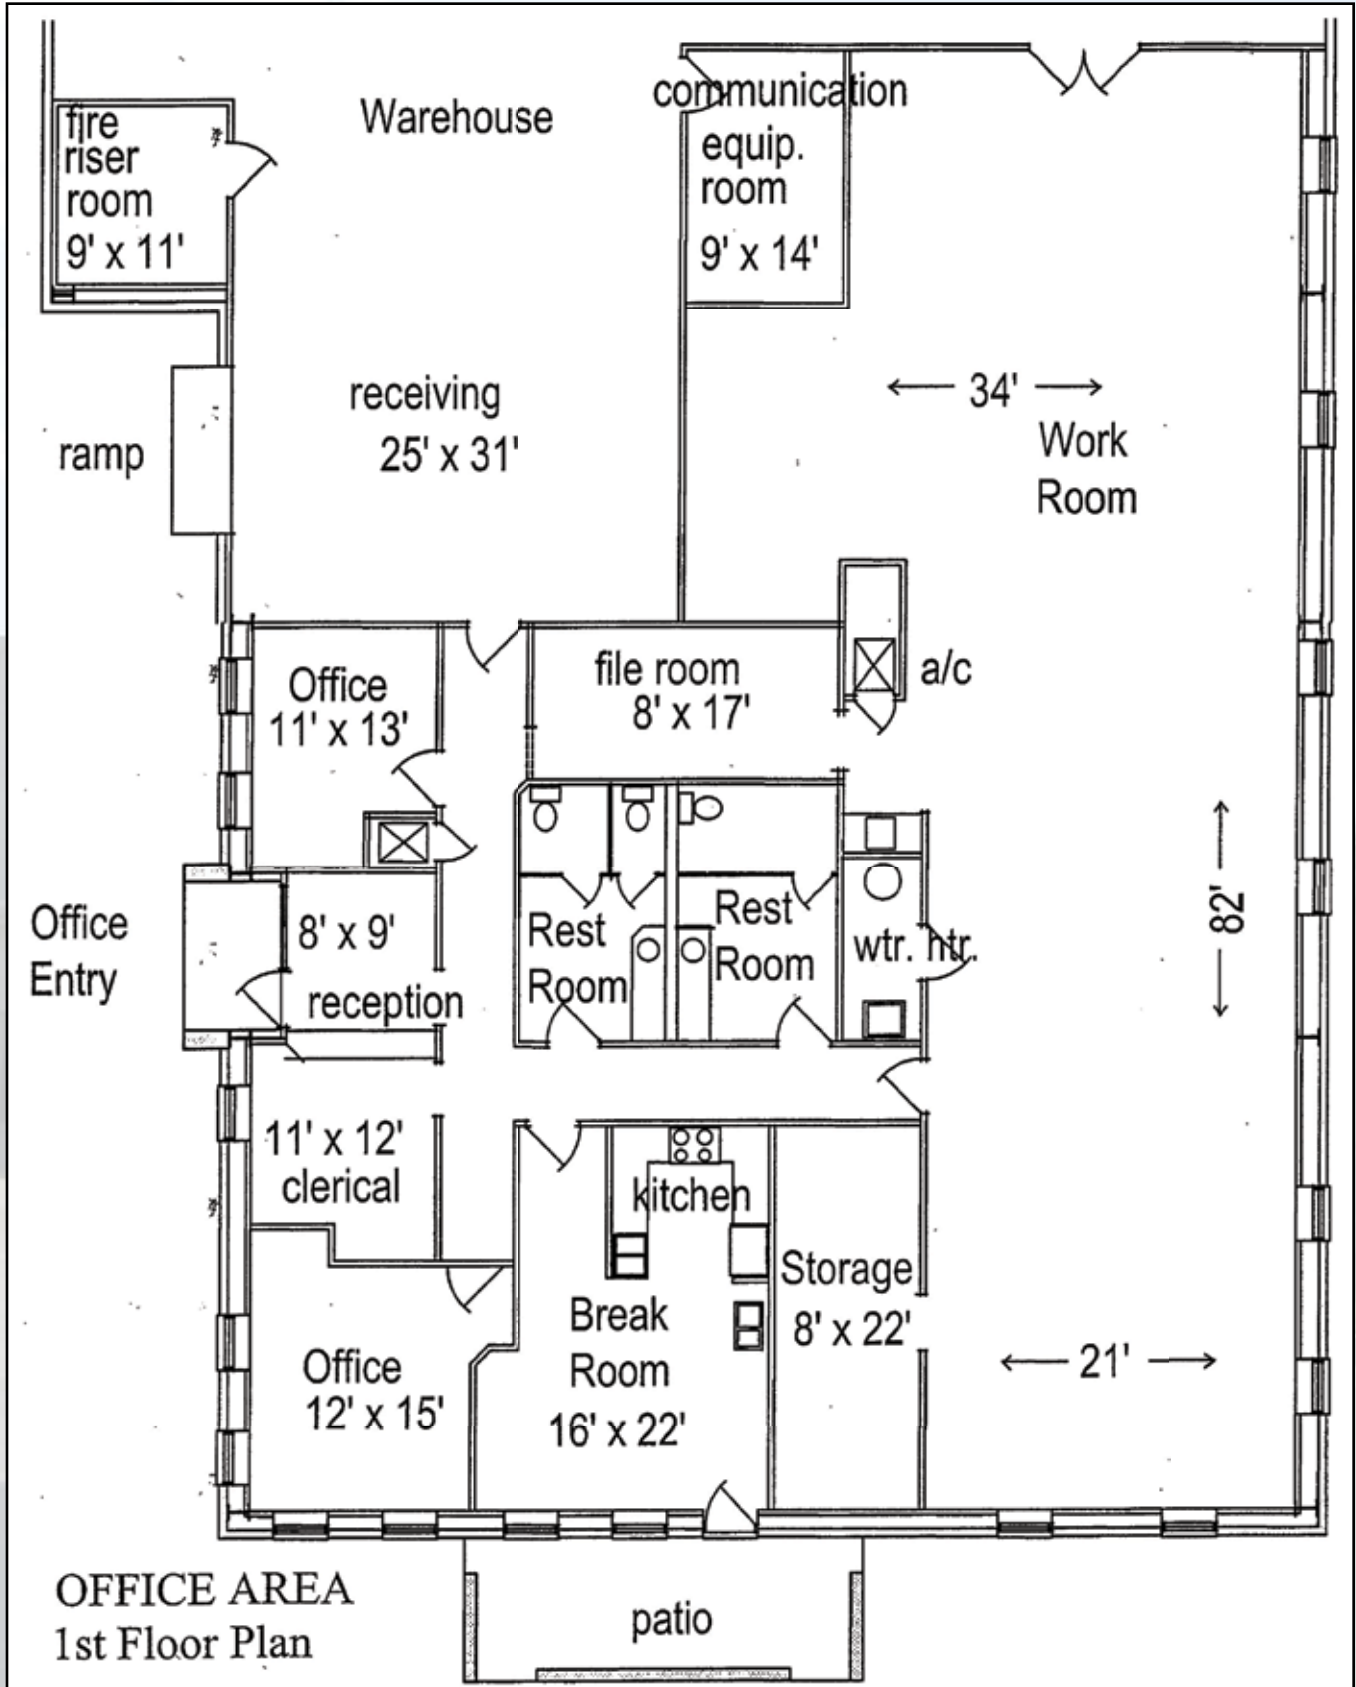 communication
equip.
room
9' x 14'
Warehouse
fire
riser
room
9' x 11'
receiving
25' x 31'
ramp
34'
Work
Room
Office
11' x 13'
file room
8' x 17'
a/c
Office
Entry
8' x 9'
reception
Rest
Room
Rest
Room
wtr. htr.
82'
11' x 12'
clerical
kitchen
Storage
8' x 22'
Break
Room
16' x 22'
Office
12' x 15'
21'
OFFICE AREA
1st Floor Plan
patio